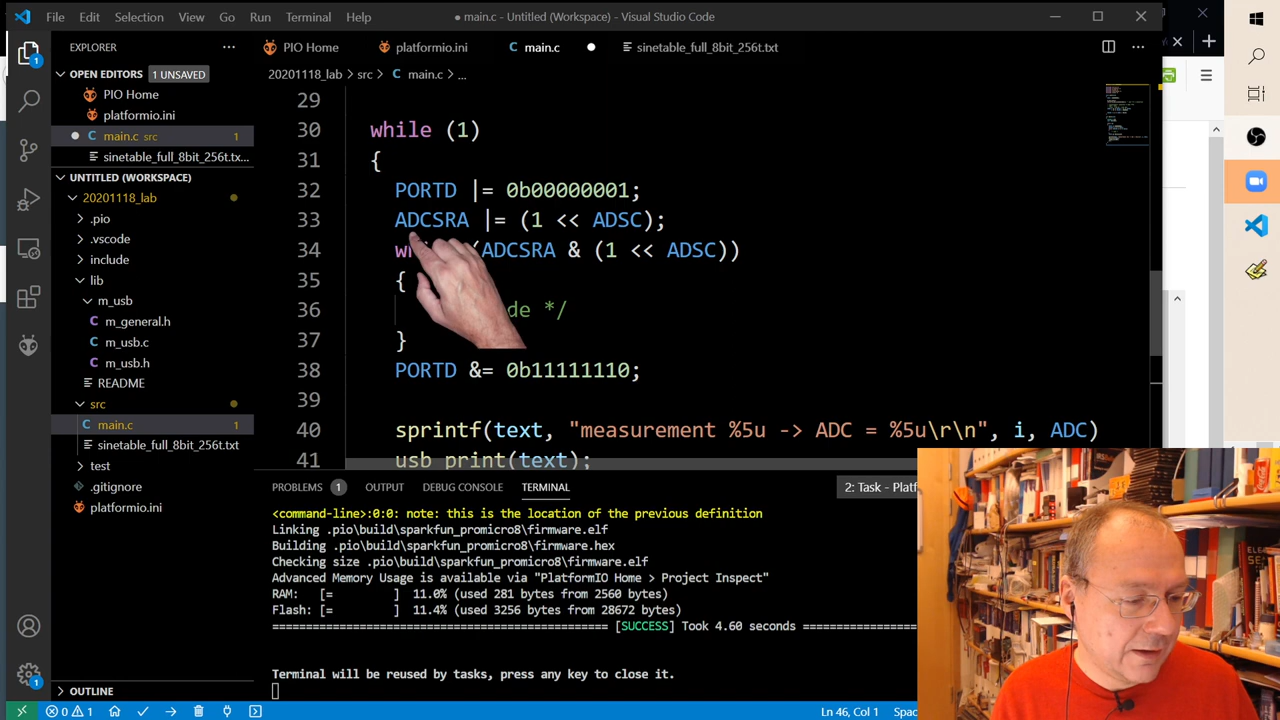 File Edit Selection View Go Run Terminal Help
● main.c - Untitled (Workspace) - Visual Studio Code
EXPLORER
OPEN EDITORS 1 UNSAVED
PIO Home
platformio.ini
main.c src 1
sinetable_full_8bit_256t.tx...
UNTITLED (WORKSPACE)
20201118_lab
.pio
.vscode
include
lib
m_usb
m_general.h
m_usb.c
m_usb.h
README
src
main.c 1
sinetable_full_8bit_256t.txt
test
.gitignore
platformio.ini
OUTLINE
PIO Home platformio.ini main.c sinetable_full_8bit_256t.txt
20201118_lab > src > C main.c > ...
29
30 while (1)
31 {
32 PORTD |= 0b00000001;
33 ADCSRA |= (1 << ADSC);
34 (ADCSRA & (1 << ADSC))
35 {
36 */
37 }
38 PORTD &= 0b11111110;
39
40 sprintf(text, "measurement %5u -> ADC = %5u\r\n", i, ADC)
41 usb_print(text);
PROBLEMS 1 OUTPUT DEBUG CONSOLE TERMINAL
2: Task - Platf
<command-line>:0:0: note: this is the location of the previous definition
Linking .pio\build\sparkfun_promicro8\firmware.elf
Building .pio\build\sparkfun_promicro8\firmware.hex
Checking size .pio\build\sparkfun_promicro8\firmware.elf
Advanced Memory Usage is available via "PlatformIO Home > Project Inspect"
RAM: [= ] 11.0% (used 281 bytes from 2560 bytes)
Flash: [= ] 11.4% (used 3256 bytes from 28672 bytes)
============================================ [SUCCESS] Took 4.60 seconds ================
Terminal will be reused by tasks, press any key to close it.
0 1
Ln 46, Col 1 Spac